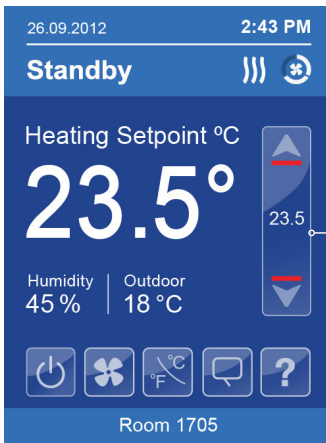 26.09.2012 2:43 PM
Standby
Heating Setpoint ºC
23.5°
23.5
Humidity Outdoor
45 % 18 °C
°F °C
?
Room 1705